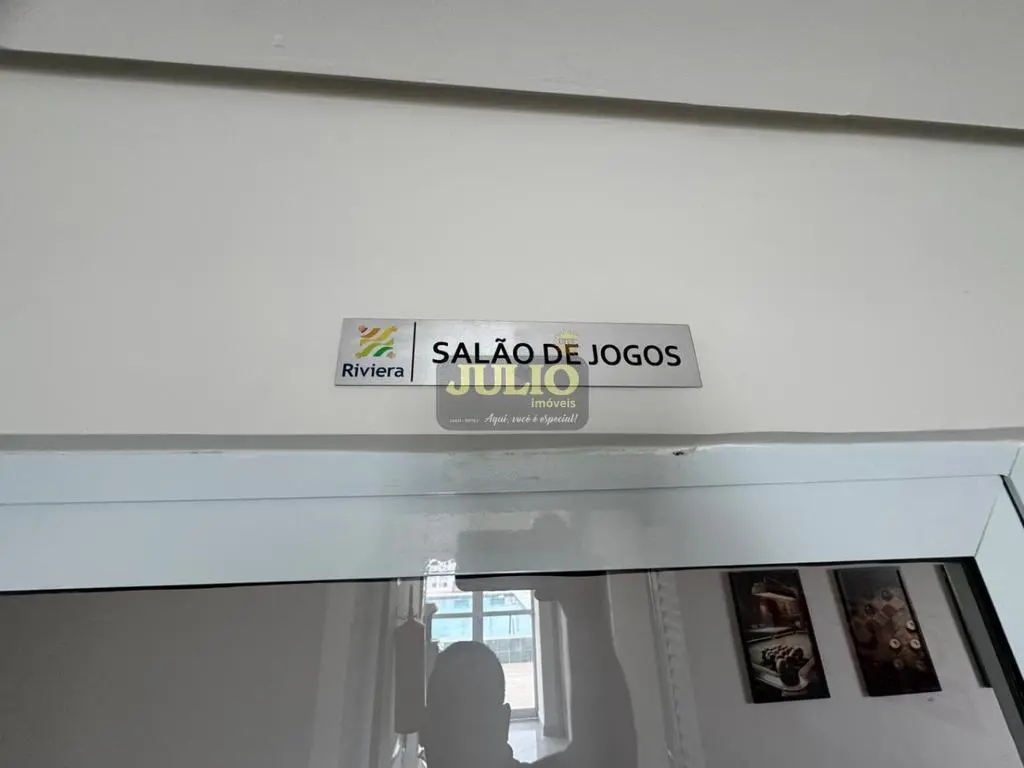 Riviera
SALÃO DE JOGOS
JULIO
imóveis
Aqui, você é especial!